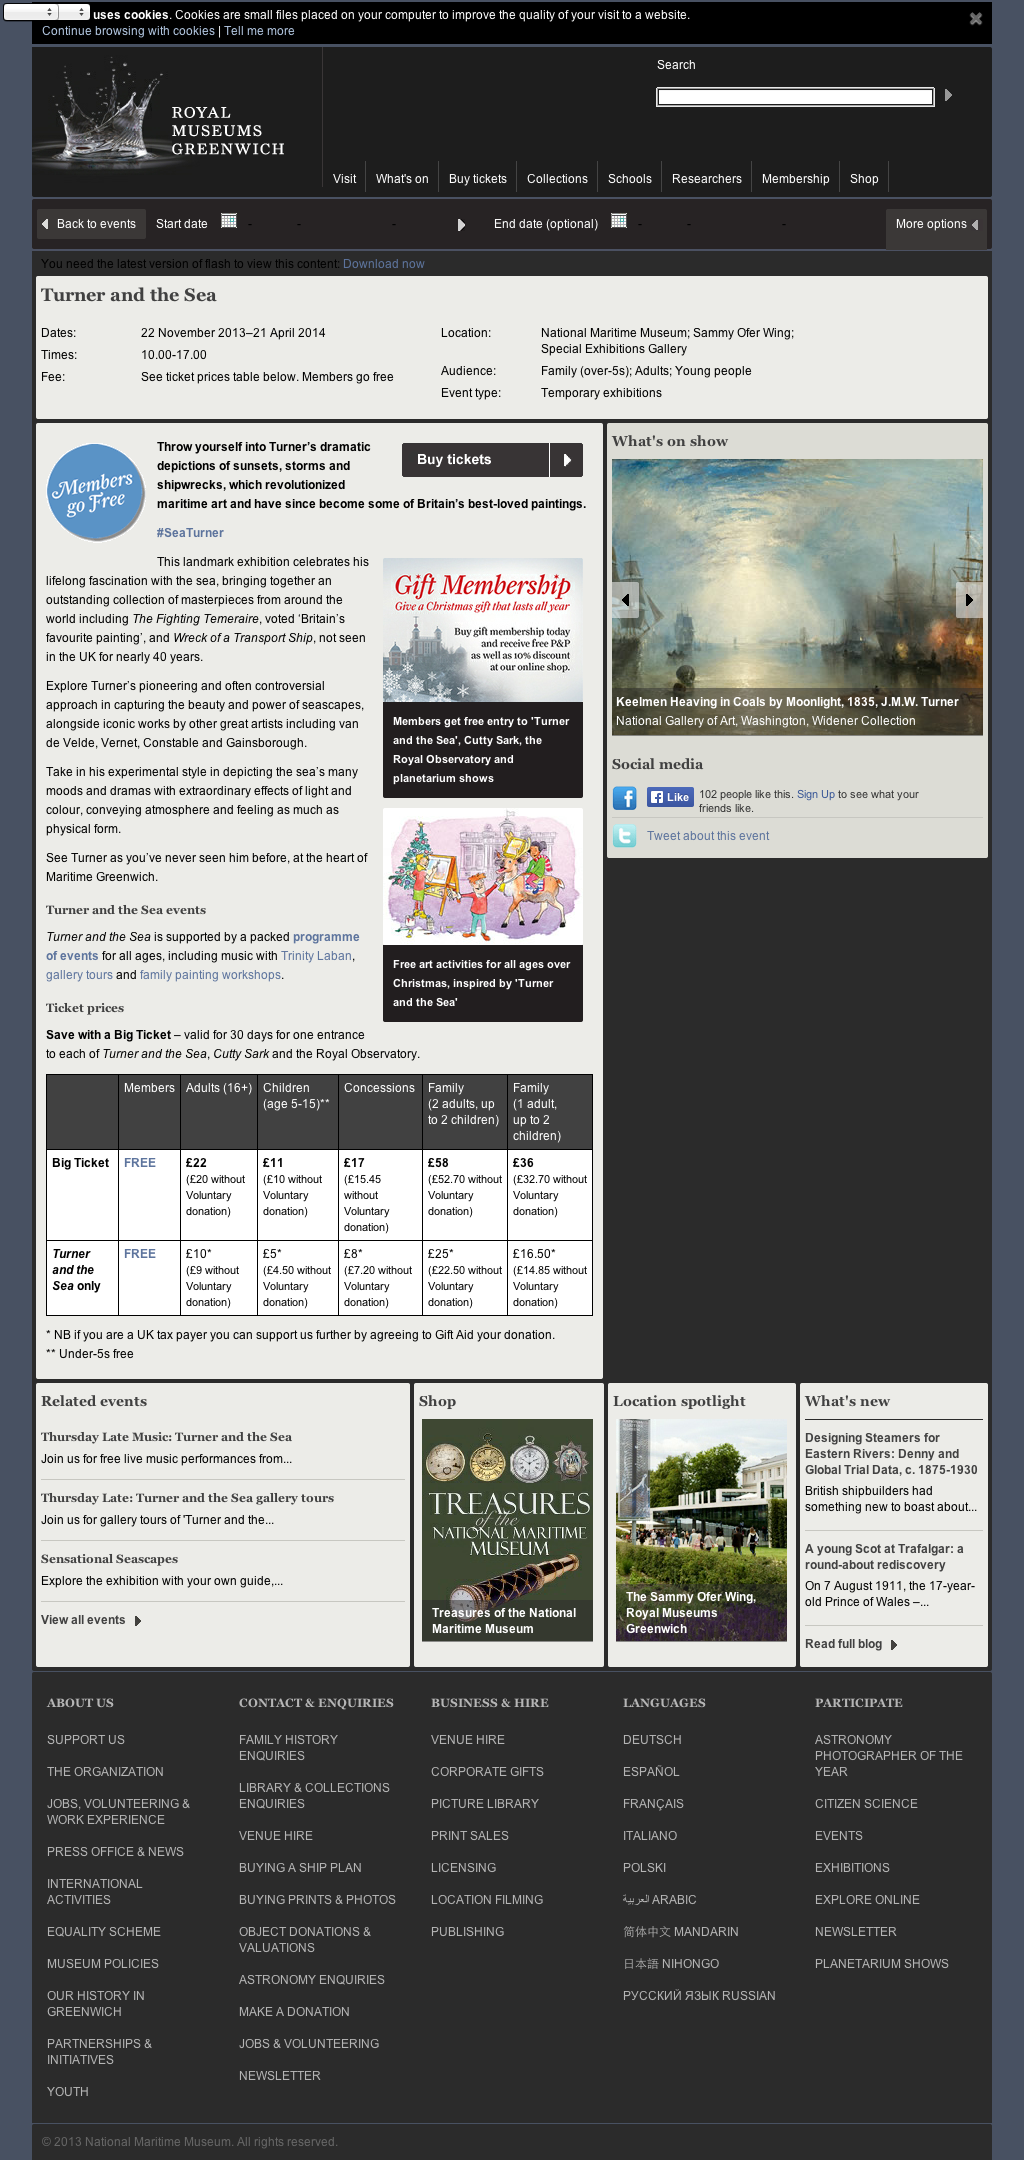 uses cookies. Cookies are small files placed on your computer to improve the quality of your visit to a website.
Continue browsing with cookies | Tell me more
ROYAL
MUSEUMS
GREENWICH
Search
Visit
What's on
Buy tickets
Collections
Schools
Researchers
Membership
Shop
Back to events
Start date
- - -
End date (optional)
- - -
More options
You need the latest version of flash to view this content: Download now
Turner and the Sea
Dates: 22 November 2013–21 April 2014
Times: 10.00-17.00
Fee: See ticket prices table below. Members go free
Location: National Maritime Museum; Sammy Ofer Wing;
Special Exhibitions Gallery
Audience: Family (over-5s); Adults; Young people
Event type: Temporary exhibitions
Members
go Free
Throw yourself into Turner's dramatic
depictions of sunsets, storms and
shipwrecks, which revolutionized
maritime art and have since become some of Britain's best-loved paintings.
Buy tickets
#SeaTurner
This landmark exhibition celebrates his
lifelong fascination with the sea, bringing together an
outstanding collection of masterpieces from around the
world including The Fighting Temeraire, voted ‘Britain’s
favourite painting’, and Wreck of a Transport Ship, not seen
in the UK for nearly 40 years.
Explore Turner’s pioneering and often controversial
approach in capturing the beauty and power of seascapes,
alongside iconic works by other great artists including van
de Velde, Vernet, Constable and Gainsborough.
Take in his experimental style in depicting the sea’s many
moods and dramas with extraordinary effects of light and
colour, conveying atmosphere and feeling as much as
physical form.
See Turner as you’ve never seen him before, at the heart of
Maritime Greenwich.
Turner and the Sea events
Turner and the Sea is supported by a packed programme
of events for all ages, including music with Trinity Laban,
gallery tours and family painting workshops.
Ticket prices
Save with a Big Ticket – valid for 30 days for one entrance
to each of Turner and the Sea, Cutty Sark and the Royal Observatory.
Gift Membership
Give a Christmas gift that lasts all year
Buy gift membership today
and receive free P&P
as well as 10% discount
at our online shop.
Members get free entry to 'Turner
and the Sea', Cutty Sark, the
Royal Observatory and
planetarium shows
Free art activities for all ages over
Christmas, inspired by 'Turner
and the Sea'
Members
Adults (16+)
Children
(age 5-15)**
Concessions
Family
(2 adults, up
to 2 children)
Family
(1 adult,
up to 2
children)
Big Ticket
FREE
£22
(£20 without
Voluntary
donation)
£11
(£10 without
Voluntary
donation)
£17
(£15.45
without
Voluntary
donation)
£58
(£52.70 without
Voluntary
donation)
£36
(£32.70 without
Voluntary
donation)
Turner
and the
Sea only
FREE
£10*
(£9 without
Voluntary
donation)
£5*
(£4.50 without
Voluntary
donation)
£8*
(£7.20 without
Voluntary
donation)
£25*
(£22.50 without
Voluntary
donation)
£16.50*
(£14.85 without
Voluntary
donation)
* NB if you are a UK tax payer you can support us further by agreeing to Gift Aid your donation.
** Under-5s free
What's on show
Keelmen Heaving in Coals by Moonlight, 1835, J.M.W. Turner
National Gallery of Art, Washington, Widener Collection
Social media
Like
102 people like this. Sign Up to see what your
friends like.
Tweet about this event
Related events
Thursday Late Music: Turner and the Sea
Join us for free live music performances from...
Thursday Late: Turner and the Sea gallery tours
Join us for gallery tours of 'Turner and the...
Sensational Seascapes
Explore the exhibition with your own guide,...
View all events
Shop
TREASURES
of the
NATIONAL MARITIME
MUSEUM
Treasures of the National
Maritime Museum
Location spotlight
The Sammy Ofer Wing,
Royal Museums
Greenwich
What's new
Designing Steamers for
Eastern Rivers: Denny and
Global Trial Data, c. 1875-1930
British shipbuilders had
something new to boast about...
A young Scot at Trafalgar: a
round-about rediscovery
On 7 August 1911, the 17-year-
old Prince of Wales –...
Read full blog
ABOUT US
SUPPORT US
THE ORGANIZATION
JOBS, VOLUNTEERING &
WORK EXPERIENCE
PRESS OFFICE & NEWS
INTERNATIONAL
ACTIVITIES
EQUALITY SCHEME
MUSEUM POLICIES
OUR HISTORY IN
GREENWICH
PARTNERSHIPS &
INITIATIVES
YOUTH
CONTACT & ENQUIRIES
FAMILY HISTORY
ENQUIRIES
LIBRARY & COLLECTIONS
ENQUIRIES
VENUE HIRE
BUYING A SHIP PLAN
BUYING PRINTS & PHOTOS
OBJECT DONATIONS &
VALUATIONS
ASTRONOMY ENQUIRIES
MAKE A DONATION
JOBS & VOLUNTEERING
NEWSLETTER
BUSINESS & HIRE
VENUE HIRE
CORPORATE GIFTS
PICTURE LIBRARY
PRINT SALES
LICENSING
LOCATION FILMING
PUBLISHING
LANGUAGES
DEUTSCH
ESPAÑOL
FRANÇAIS
ITALIANO
POLSKI
العربية ARABIC
简体中文 MANDARIN
日本語 NIHONGO
РУССКИЙ ЯЗЫК RUSSIAN
PARTICIPATE
ASTRONOMY
PHOTOGRAPHER OF THE
YEAR
CITIZEN SCIENCE
EVENTS
EXHIBITIONS
EXPLORE ONLINE
NEWSLETTER
PLANETARIUM SHOWS
© 2013 National Maritime Museum. All rights reserved.